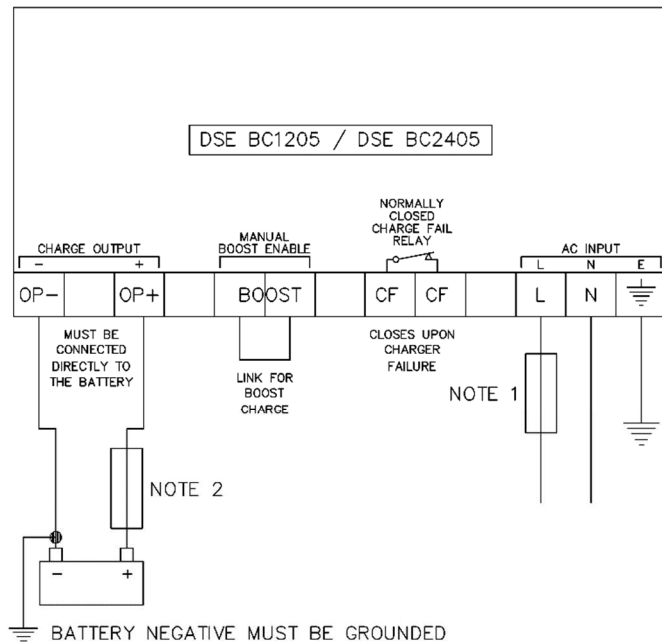 DSE BC1205 / DSE BC2405
NORMALLY
CLOSED
CHARGE FAIL
RELAY
CHARGE OUTPUT
- +
MANUAL
BOOST ENABLE
AC INPUT
L N E
OP- OP+ BOOST CF CF L N
MUST BE
CONNECTED
DIRECTLY TO
THE BATTERY
LINK FOR
BOOST
CHARGE
CLOSES UPON
CHARGER
FAILURE
NOTE 1
NOTE 2
- +
BATTERY NEGATIVE MUST BE GROUNDED